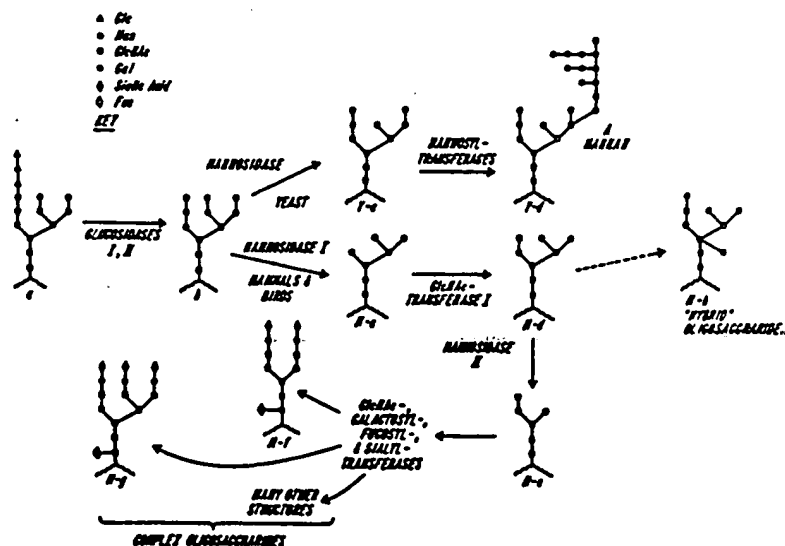 Glc
Man
GlcNAc
Gal
Sialic Acid
Fuc
KEY
MANNOSIDASE
YEAST
MANNOSYL-
TRANSFERASES
A
MANNAN
GLUCOSIDASES
I, II
a
b
Y-c
Y-d
MANNOSIDASE I
MAMMALS &
BIRDS
GlcNAc-
TRANSFERASE I
M-c
M-d
M-h
"HYBRID"
OLIGOSACCHARIDE
MANNOSIDASE
II
GlcNAc-,
GALACTOSYL-,
FUCOSYL-,
& SIALYL-
TRANSFERASES
M-e
M-f
M-g
MANY OTHER
STRUCTURES
COMPLEX OLIGOSACCHARIDES